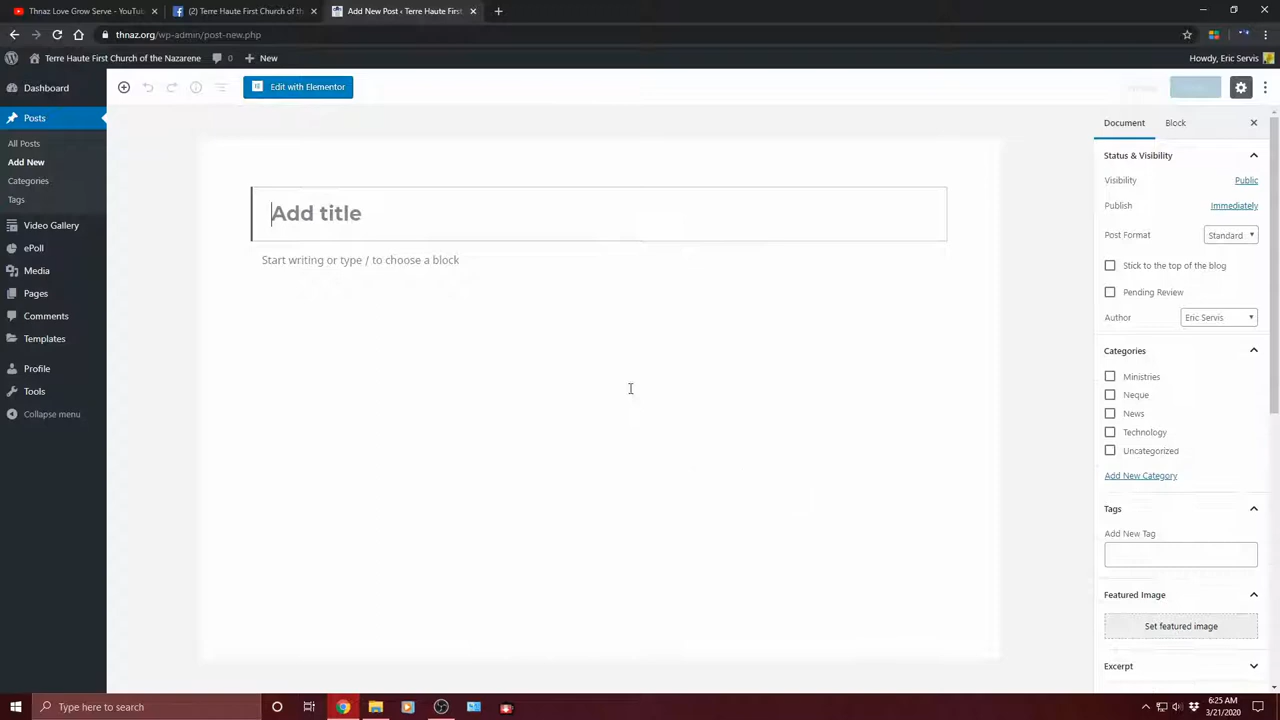 Thnaz Love Grow Serve - YouTube
(2) Terre Haute First Church of th
Add New Post ‹ Terre Haute First
thnaz.org/wp-admin/post-new.php
Terre Haute First Church of the Nazarene
0
New
Howdy, Eric Servis
Dashboard
Posts
All Posts
Add New
Categories
Tags
Video Gallery
ePoll
Media
Pages
Comments
Templates
Profile
Tools
Collapse menu
Edit with Elementor
Add title
Start writing or type / to choose a block
Document
Block
Status & Visibility
Visibility
Public
Publish
Immediately
Post Format
Standard
Stick to the top of the blog
Pending Review
Author
Eric Servis
Categories
Ministries
Neque
News
Technology
Uncategorized
Add New Category
Tags
Add New Tag
Featured Image
Set featured image
Excerpt
Type here to search
6:25 AM
3/21/2020